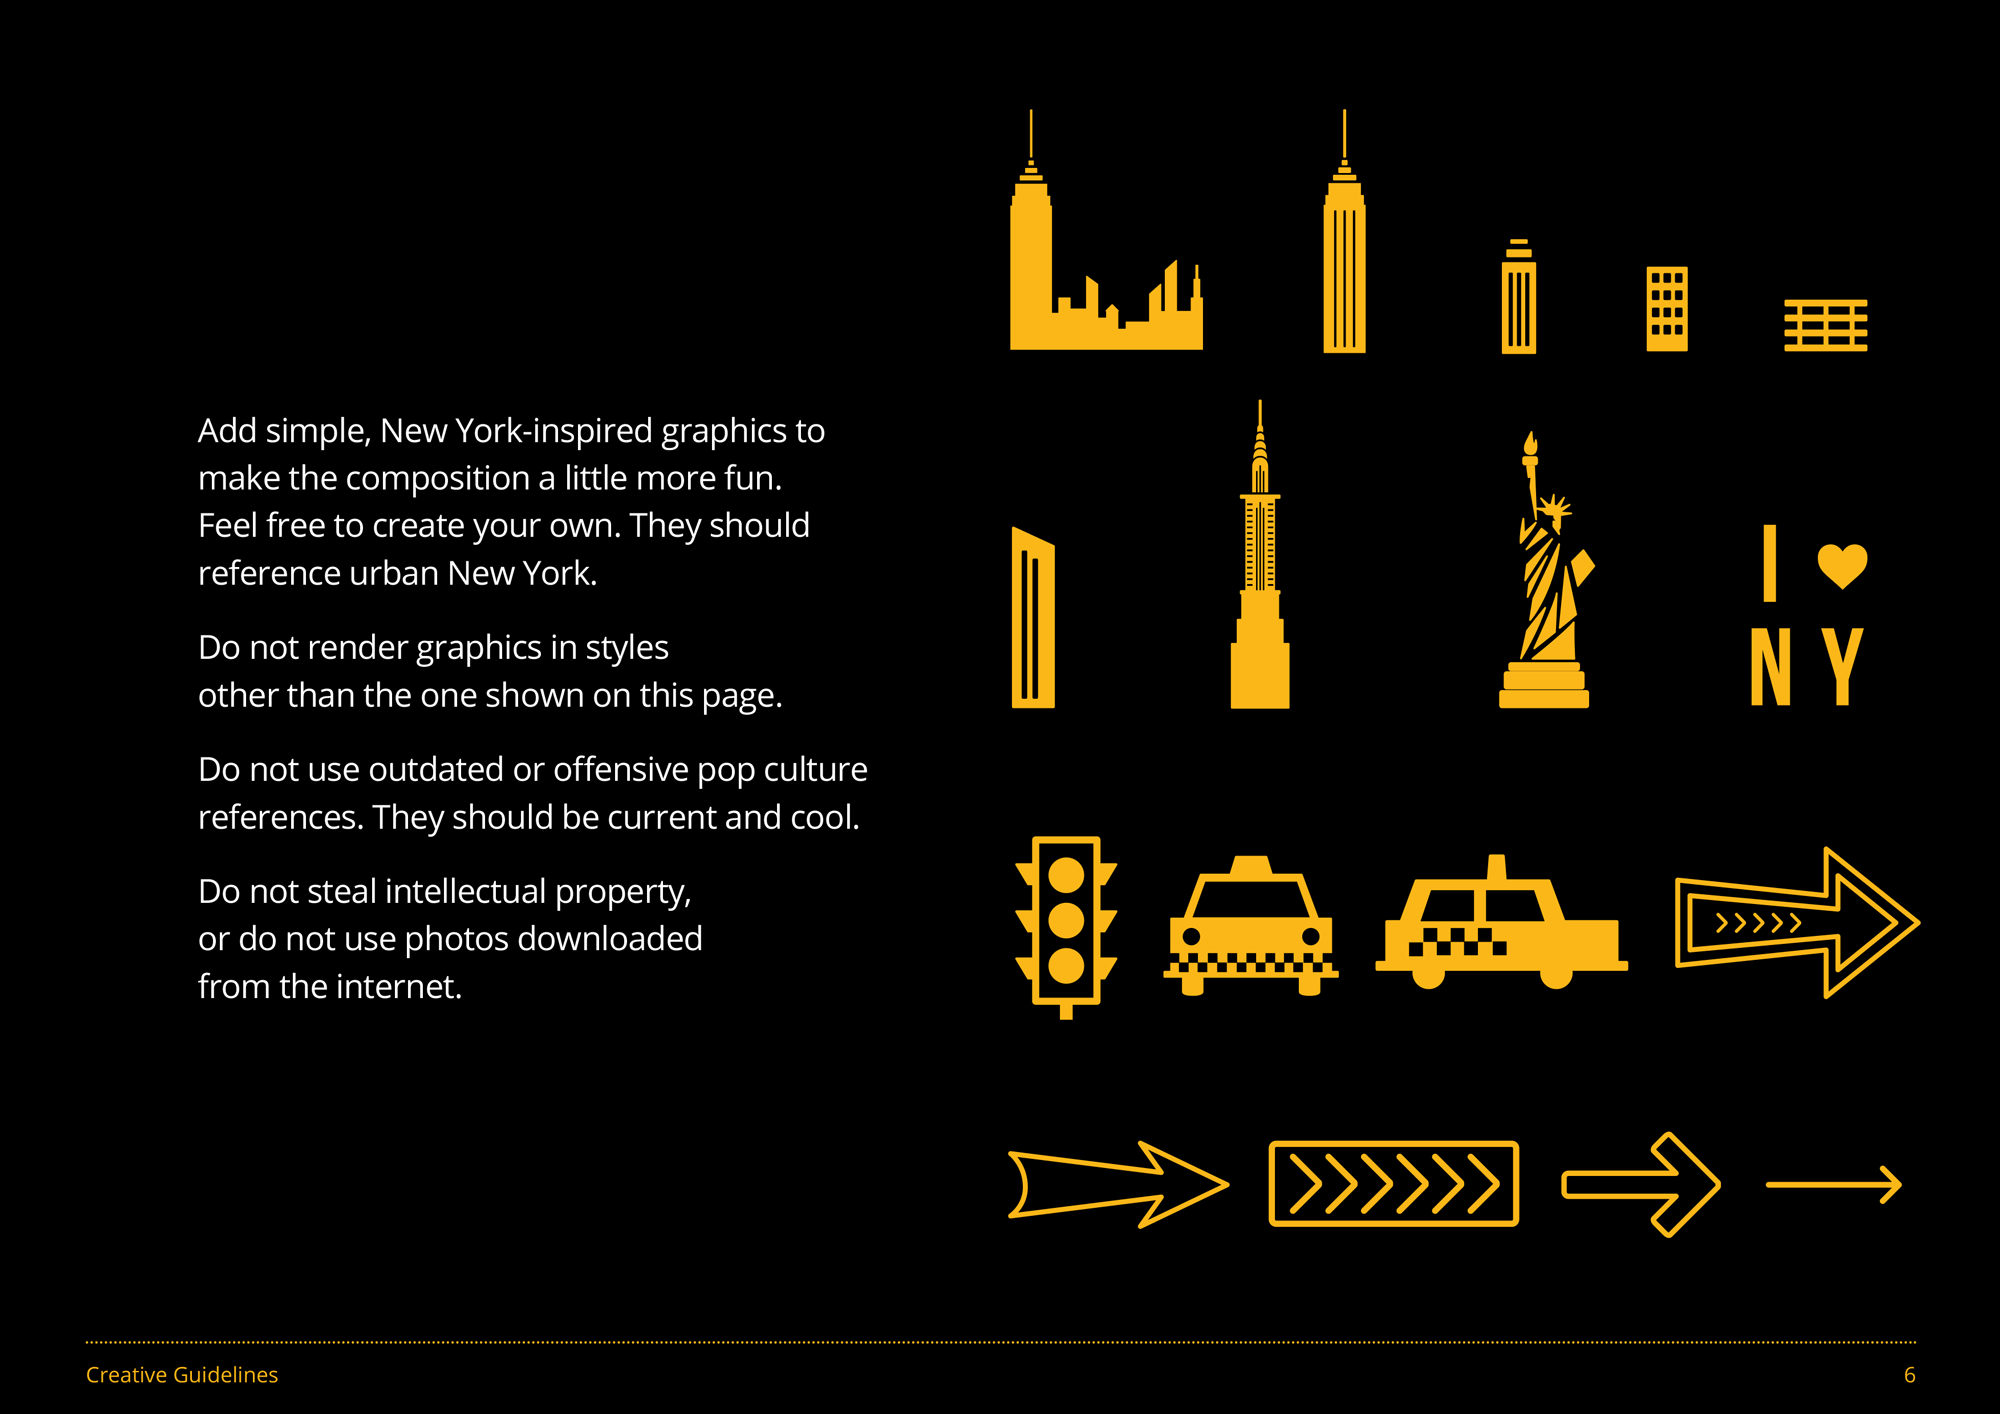 Add simple, New York-inspired graphics to
make the composition a little more fun.
Feel free to create your own. They should
reference urban New York.
Do not render graphics in styles
other than the one shown on this page.
Do not use outdated or offensive pop culture
references. They should be current and cool.
Do not steal intellectual property,
or do not use photos downloaded
from the internet.
I ♥
N Y
Creative Guidelines
6